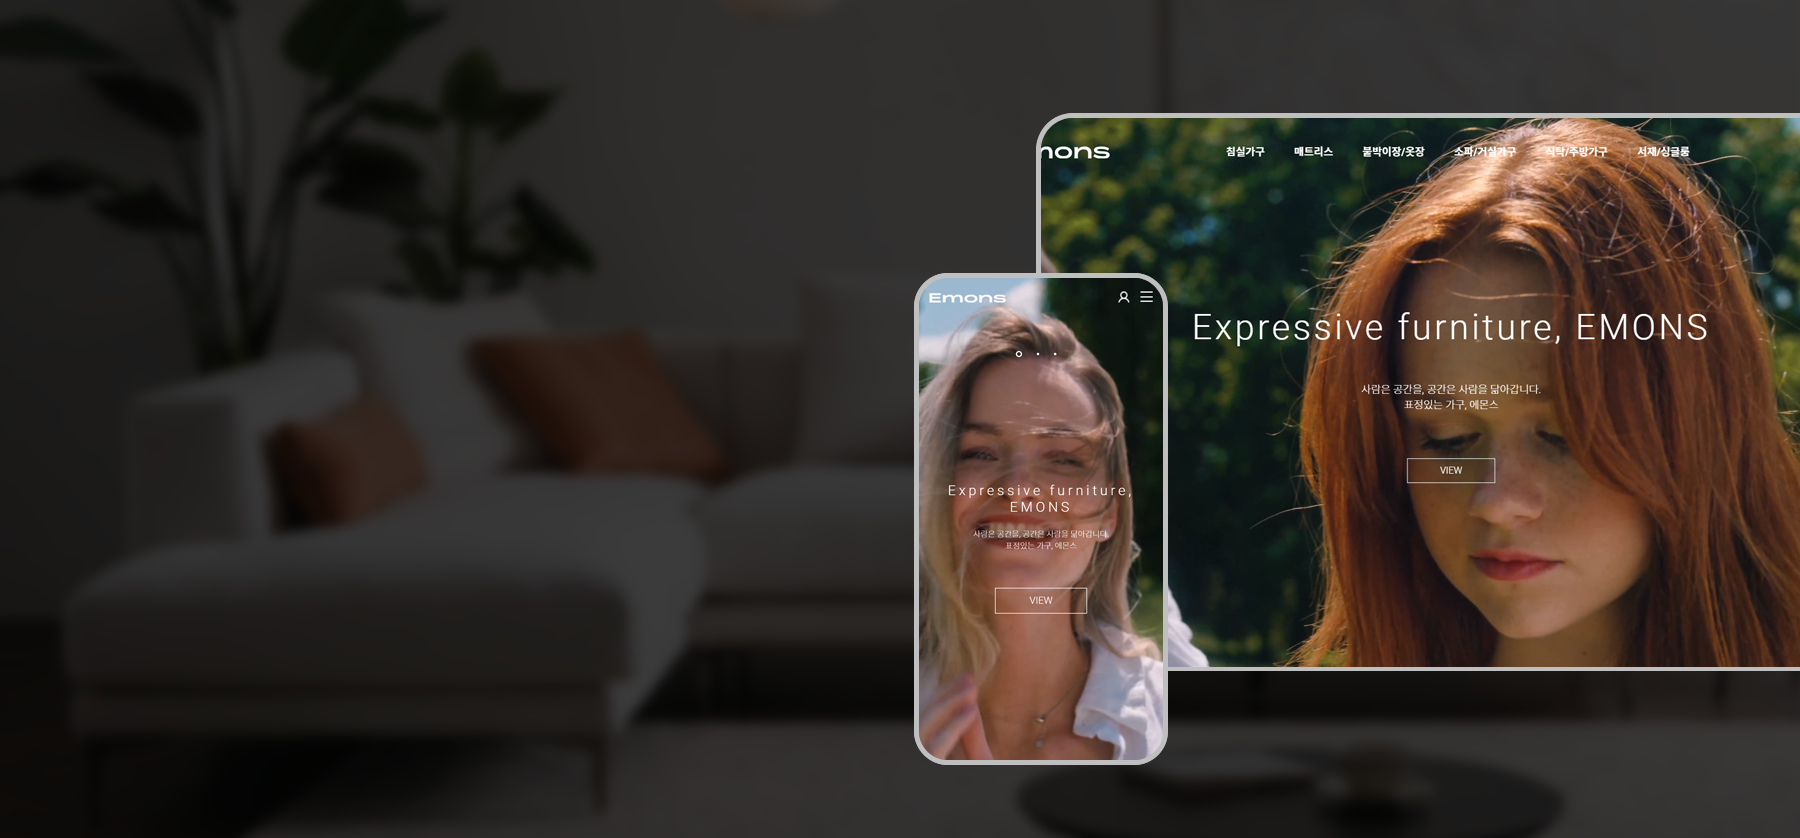 mons
침실가구 매트리스 붙박이장/옷장 소파/거실가구 식탁/주방가구 서재/싱글룸
Expressive furniture, EMONS
사람은 공간을, 공간은 사람을 닮아갑니다.
표정있는 가구, 에몬스
VIEW
Emons
Expressive furniture,
EMONS
사람은 공간을, 공간은 사람을 닮아갑니다.
표정있는 가구, 에몬스
VIEW